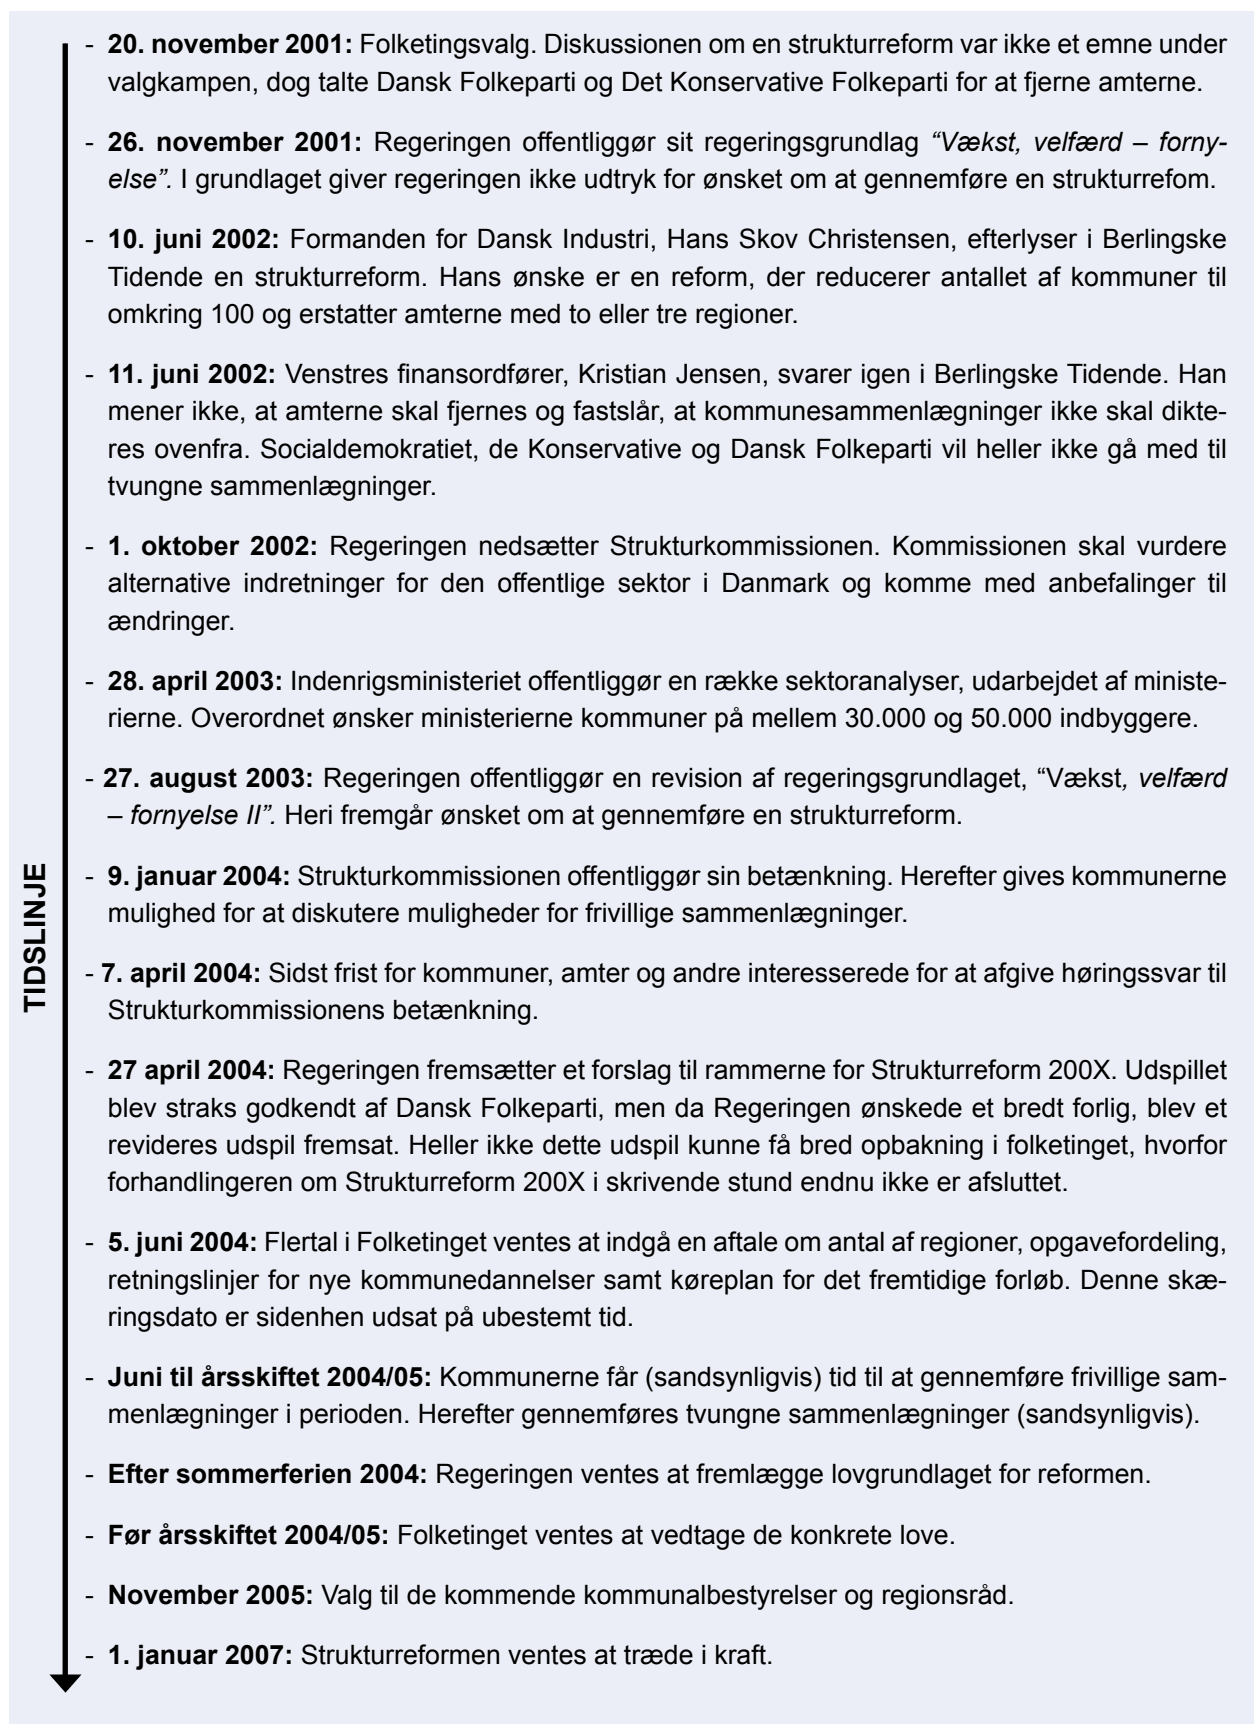 - 20. november 2001: Folketingsvalg. Diskussionen om en strukturreform var ikke et emne under
valgkampen, dog talte Dansk Folkeparti og Det Konservative Folkeparti for at fjerne amterne.
- 26. november 2001: Regeringen offentliggør sit regeringsgrundlag “Vækst, velfærd – forny-
else”. I grundlaget giver regeringen ikke udtryk for ønsket om at gennemføre en strukturrefom.
- 10. juni 2002: Formanden for Dansk Industri, Hans Skov Christensen, efterlyser i Berlingske
Tidende en strukturreform. Hans ønske er en reform, der reducerer antallet af kommuner til
omkring 100 og erstatter amterne med to eller tre regioner.
- 11. juni 2002: Venstres finansordfører, Kristian Jensen, svarer igen i Berlingske Tidende. Han
mener ikke, at amterne skal fjernes og fastslår, at kommunesammenlægninger ikke skal dikte-
res ovenfra. Socialdemokratiet, de Konservative og Dansk Folkeparti vil heller ikke gå med til
tvungne sammenlægninger.
- 1. oktober 2002: Regeringen nedsætter Strukturkommissionen. Kommissionen skal vurdere
alternative indretninger for den offentlige sektor i Danmark og komme med anbefalinger til
ændringer.
- 28. april 2003: Indenrigsministeriet offentliggør en række sektoranalyser, udarbejdet af ministe-
rierne. Overordnet ønsker ministerierne kommuner på mellem 30.000 og 50.000 indbyggere.
- 27. august 2003: Regeringen offentliggør en revision af regeringsgrundlaget, “Vækst, velfærd
– fornyelse II”. Heri fremgår ønsket om at gennemføre en strukturreform.
- 9. januar 2004: Strukturkommissionen offentliggør sin betænkning. Herefter gives kommunerne
mulighed for at diskutere muligheder for frivillige sammenlægninger.
- 7. april 2004: Sidst frist for kommuner, amter og andre interesserede for at afgive høringssvar til
Strukturkommissionens betænkning.
- 27 april 2004: Regeringen fremsætter et forslag til rammerne for Strukturreform 200X. Udspillet
blev straks godkendt af Dansk Folkeparti, men da Regeringen ønskede et bredt forlig, blev et
revideres udspil fremsat. Heller ikke dette udspil kunne få bred opbakning i folketinget, hvorfor
forhandlingeren om Strukturreform 200X i skrivende stund endnu ikke er afsluttet.
- 5. juni 2004: Flertal i Folketinget ventes at indgå en aftale om antal af regioner, opgavefordeling,
retningslinjer for nye kommunedannelser samt køreplan for det fremtidige forløb. Denne skæ-
ringsdato er sidenhen udsat på ubestemt tid.
- Juni til årsskiftet 2004/05: Kommunerne får (sandsynligvis) tid til at gennemføre frivillige sam-
menlægninger i perioden. Herefter gennemføres tvungne sammenlægninger (sandsynligvis).
- Efter sommerferien 2004: Regeringen ventes at fremlægge lovgrundlaget for reformen.
- Før årsskiftet 2004/05: Folketinget ventes at vedtage de konkrete love.
- November 2005: Valg til de kommende kommunalbestyrelser og regionsråd.
- 1. januar 2007: Strukturreformen ventes at træde i kraft.
TIDSLINJE